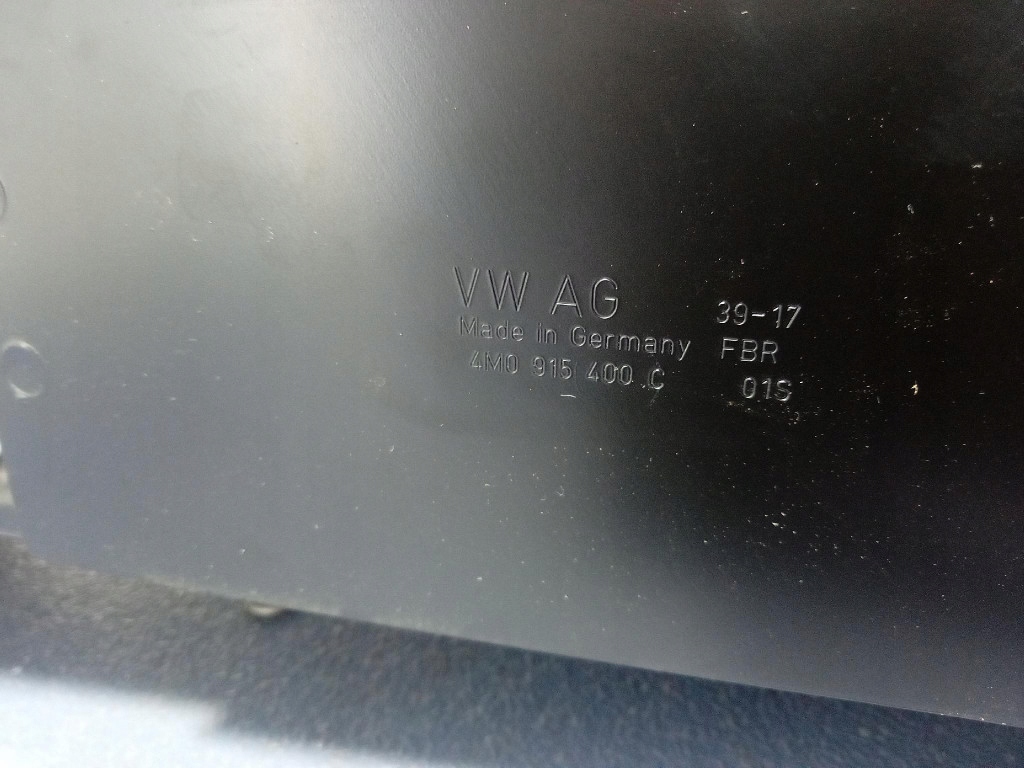 VW AG
Made in Germany
4M0 915 400 C
39-17
FBR
01S